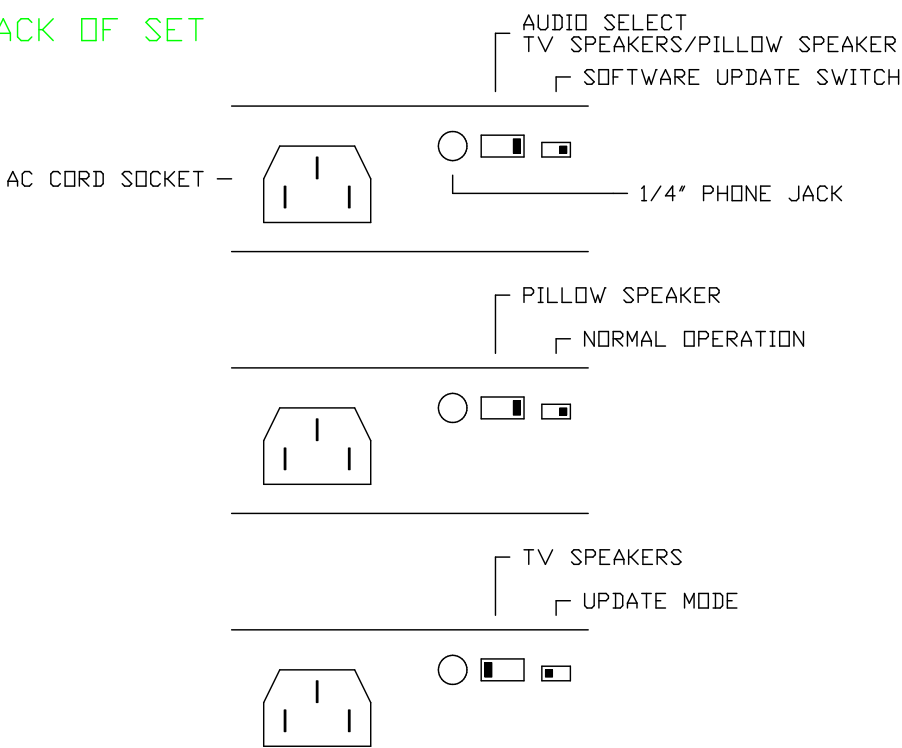 ACK OF SET
AUDIO SELECT
TV SPEAKERS/PILLOW SPEAKER
SOFTWARE UPDATE SWITCH
AC CORD SOCKET
1/4" PHONE JACK
PILLOW SPEAKER
NORMAL OPERATION
TV SPEAKERS
UPDATE MODE